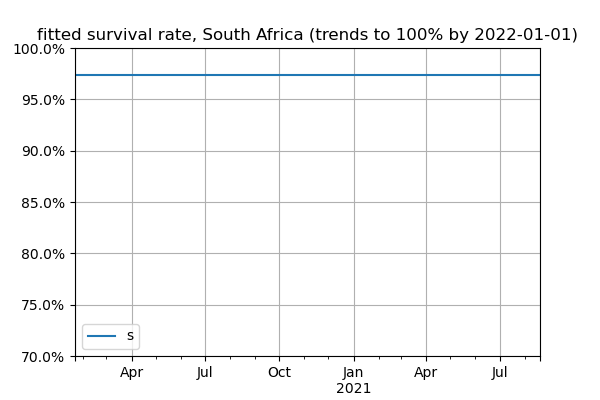 fitted survival rate, South Africa (trends to 100% by 2022-01-01)
100.0%
95.0%
90.0%
85.0%
80.0%
75.0%
70.0%
s
Apr Jul Oct Jan Apr Jul
2021